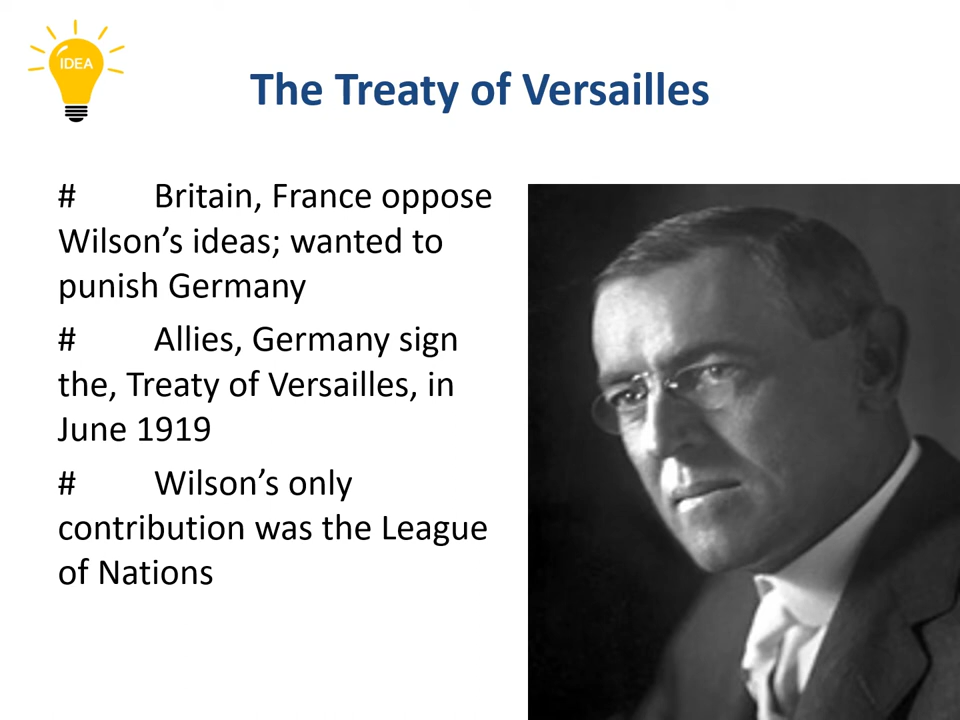 IDEA
The Treaty of Versailles
# Britain, France oppose
Wilson’s ideas; wanted to
punish Germany
# Allies, Germany sign
the, Treaty of Versailles, in
June 1919
# Wilson’s only
contribution was the League
of Nations